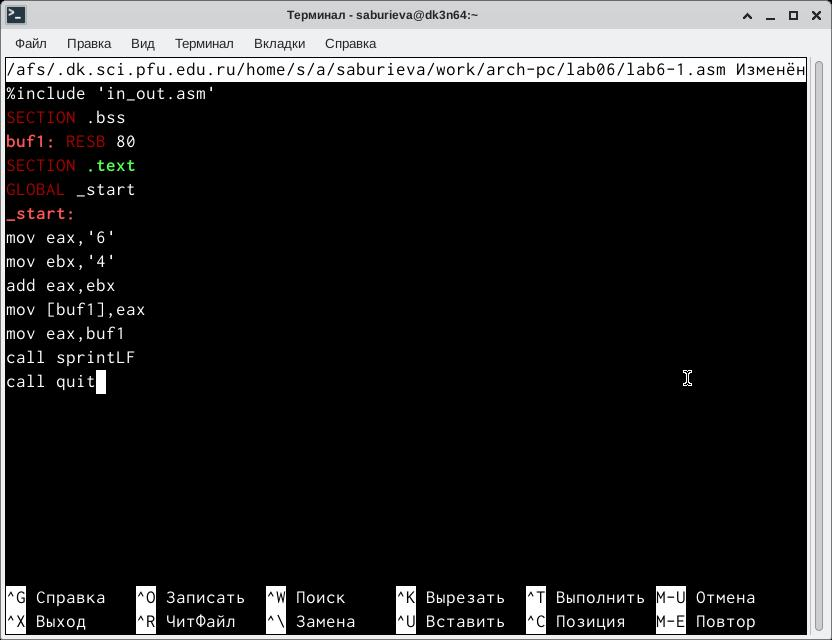 Терминал - saburieva@dk3n64:~
Файл Правка Вид Терминал Вкладки Справка
/afs/.dk.sci.pfu.edu.ru/home/s/a/saburieva/work/arch-pc/lab06/lab6-1.asm Изменён
%include 'in_out.asm'
SECTION .bss
buf1: RESB 80
SECTION .text
GLOBAL _start
_start:
mov eax,'6'
mov ebx,'4'
add eax,ebx
mov [buf1],eax
mov eax,buf1
call sprintLF
call quit
^G Справка ^O Записать ^W Поиск ^K Вырезать ^T Выполнить M-U Отмена
^X Выход ^R ЧитФайл ^\ Замена ^U Вставить ^C Позиция M-E Повтор